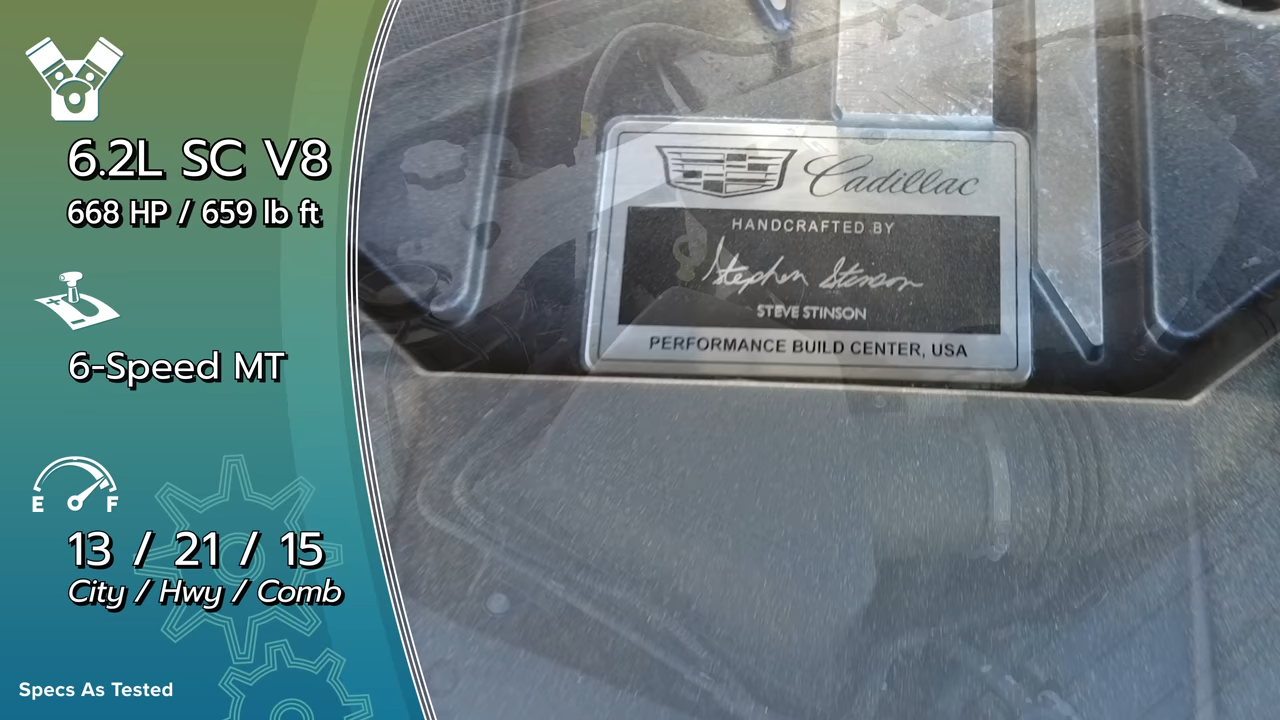 6.2L SC V8
668 HP / 659 lb ft
6-Speed MT
E F
13 / 21 / 15
City / Hwy / Comb
Specs As Tested
Cadillac
HANDCRAFTED BY
Stephen Stinson
STEVE STINSON
PERFORMANCE BUILD CENTER, USA